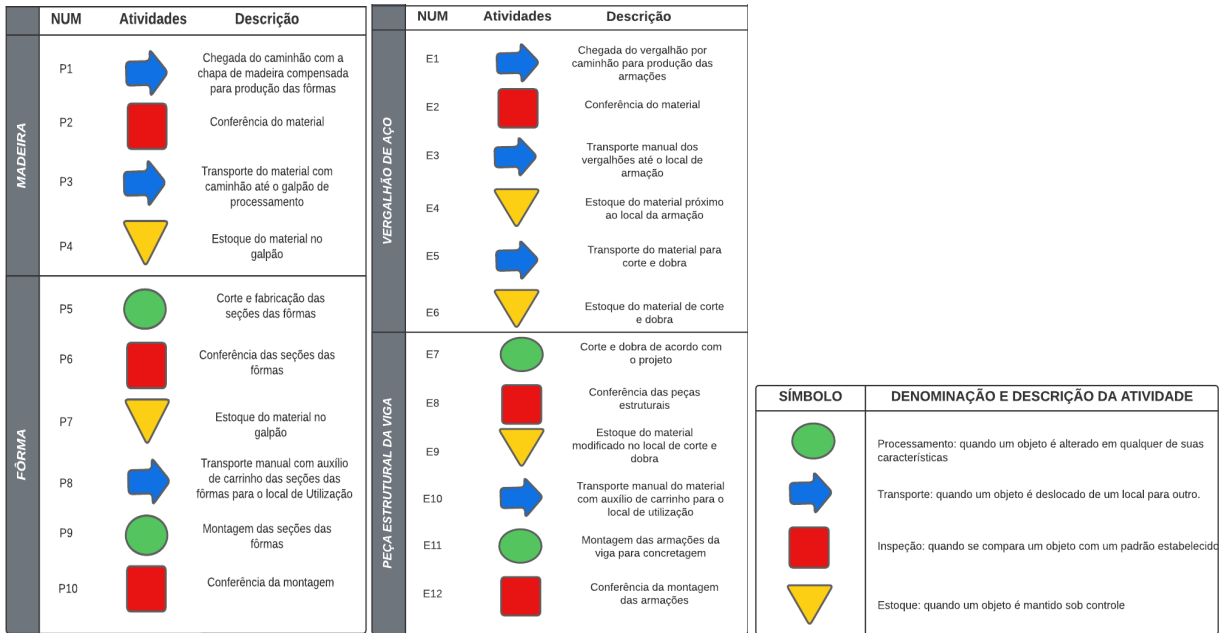 NUM Atividades Descrição
MADEIRA
P1
Chegada do caminhão com a
chapa de madeira compensada
para produção das fôrmas
P2
Conferência do material
P3
Transporte do material com
caminhão até o galpão de
processamento
P4
Estoque do material no
galpão
FÔRMA
P5
Corte e fabricação das
seções das fôrmas
P6
Conferência das seções das
fôrmas
P7
Estoque do material no
galpão
P8
Transporte manual com auxílio
de carrinho das seções das
fôrmas para o local de Utilização
P9
Montagem das seções das
fôrmas
P10
Conferência da montagem
NUM Atividades Descrição
VERGALHÃO DE AÇO
E1
Chegada do vergalhão por
caminhão para produção das
armações
E2
Conferência do material
E3
Transporte manual dos
vergalhões até o local de
armação
E4
Estoque do material próximo
ao local da armação
E5
Transporte do material para
corte e dobra
E6
Estoque do material de corte
e dobra
PEÇA ESTRUTURAL DA VIGA
E7
Corte e dobra de acordo com
o projeto
E8
Conferência das peças
estruturais
E9
Estoque do material
modificado no local de corte e
dobra
E10
Transporte manual do material
com auxílio de carrinho para o
local de utilização
E11
Montagem das armações da
viga para concretagem
E12
Conferência da montagem
das armações
SÍMBOLO DENOMINAÇÃO E DESCRIÇÃO DA ATIVIDADE
Processamento: quando um objeto é alterado em qualquer de suas
características
Transporte: quando um objeto é deslocado de um local para outro.
Inspeção: quando se compara um objeto com um padrão estabelecido
Estoque: quando um objeto é mantido sob controle